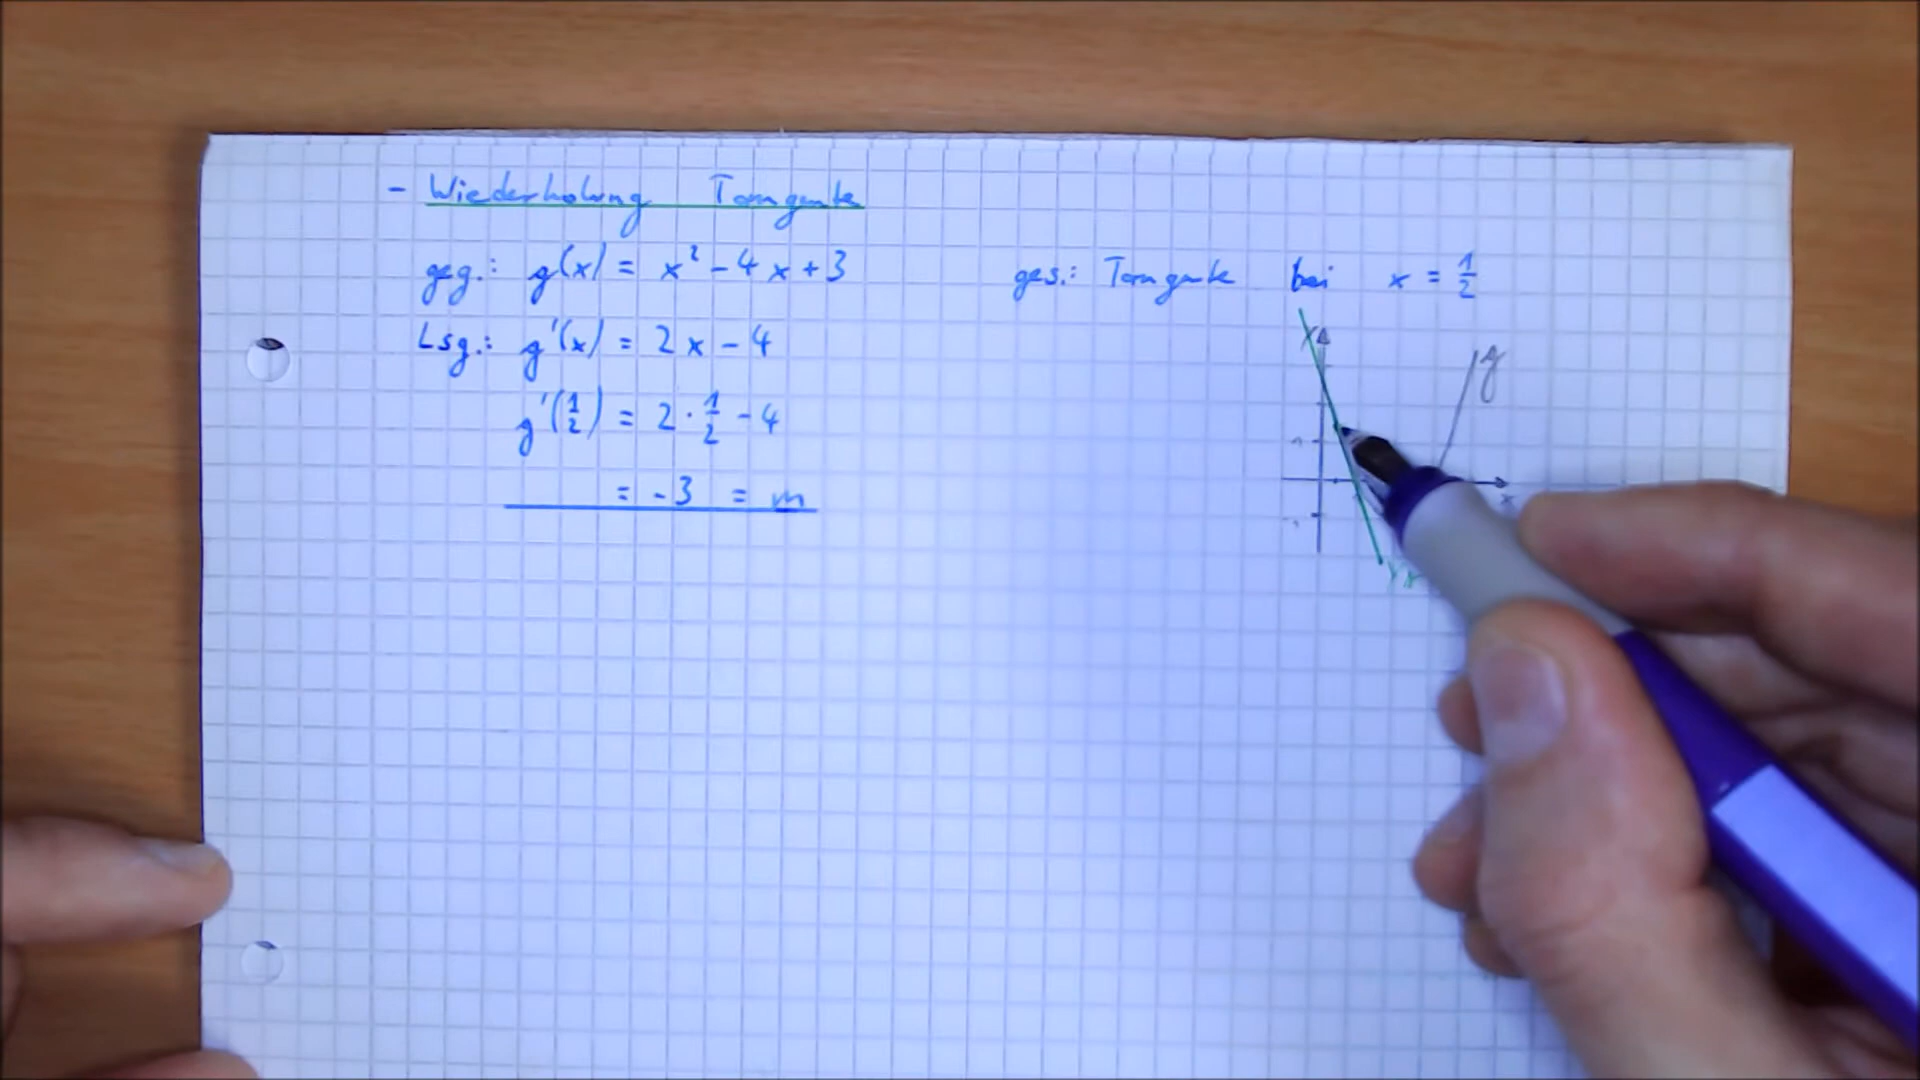 - Wiederholung Tangente
geg.: g(x) = x² - 4x + 3 ges.: Tangente bei x = 1/2
Lsg.: g'(x) = 2x - 4
g'(1/2) = 2 · 1/2 - 4
= -3 = m
y
g
1
x